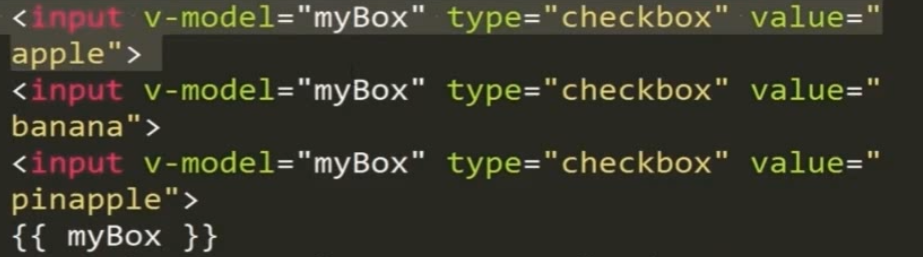 <input v-model="myBox" type="checkbox" value="
apple">
<input v-model="myBox" type="checkbox" value="
banana">
<input v-model="myBox" type="checkbox" value="
pinapple">
{{ myBox }}